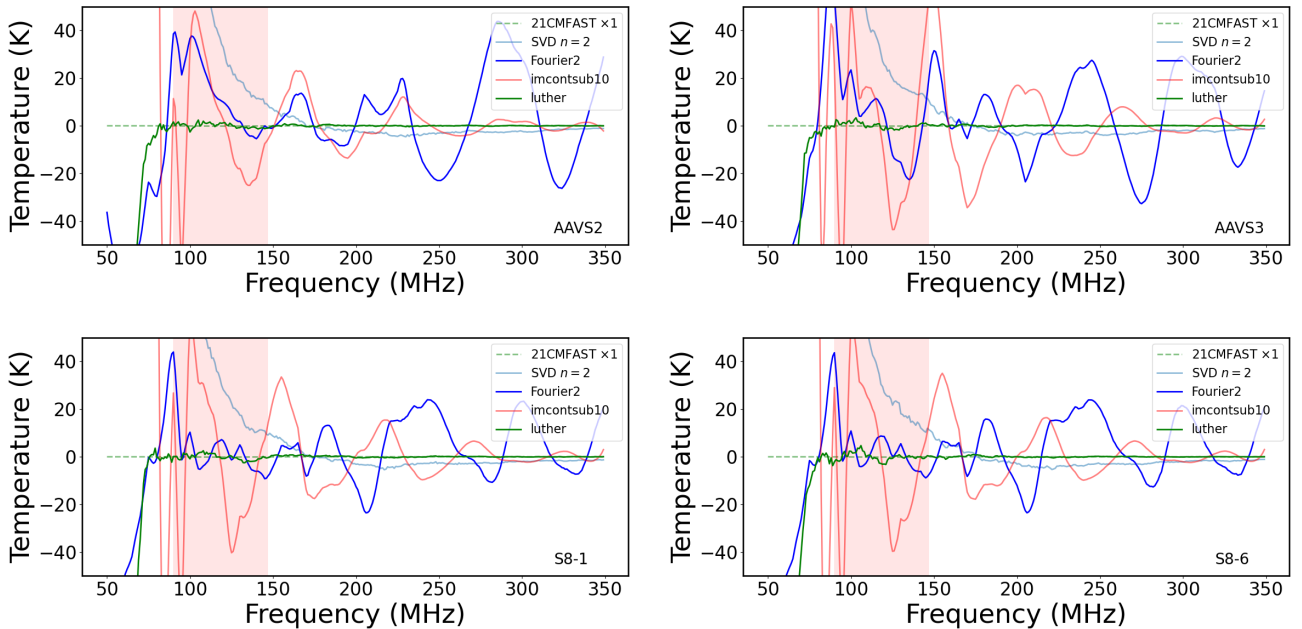 Temperature (K)
40
20
0
−20
−40
21CMFAST ×1
SVD n = 2
Fourier2
imcontsub10
luther
AAVS2
50 100 150 200 250 300 350
Frequency (MHz)
Temperature (K)
40
20
0
−20
−40
21CMFAST ×1
SVD n = 2
Fourier2
imcontsub10
luther
AAVS3
50 100 150 200 250 300 350
Frequency (MHz)
Temperature (K)
40
20
0
−20
−40
21CMFAST ×1
SVD n = 2
Fourier2
imcontsub10
luther
S8-1
50 100 150 200 250 300 350
Frequency (MHz)
Temperature (K)
40
20
0
−20
−40
21CMFAST ×1
SVD n = 2
Fourier2
imcontsub10
luther
S8-6
50 100 150 200 250 300 350
Frequency (MHz)